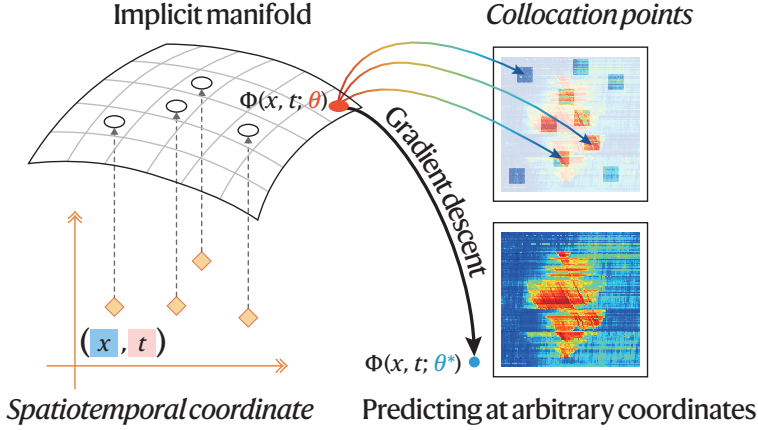 Implicit manifold
Collocation points
Φ(x, t; θ)
Gradient descent
(x, t)
Φ(x, t; θ*)
Spatiotemporal coordinate
Predicting at arbitrary coordinates